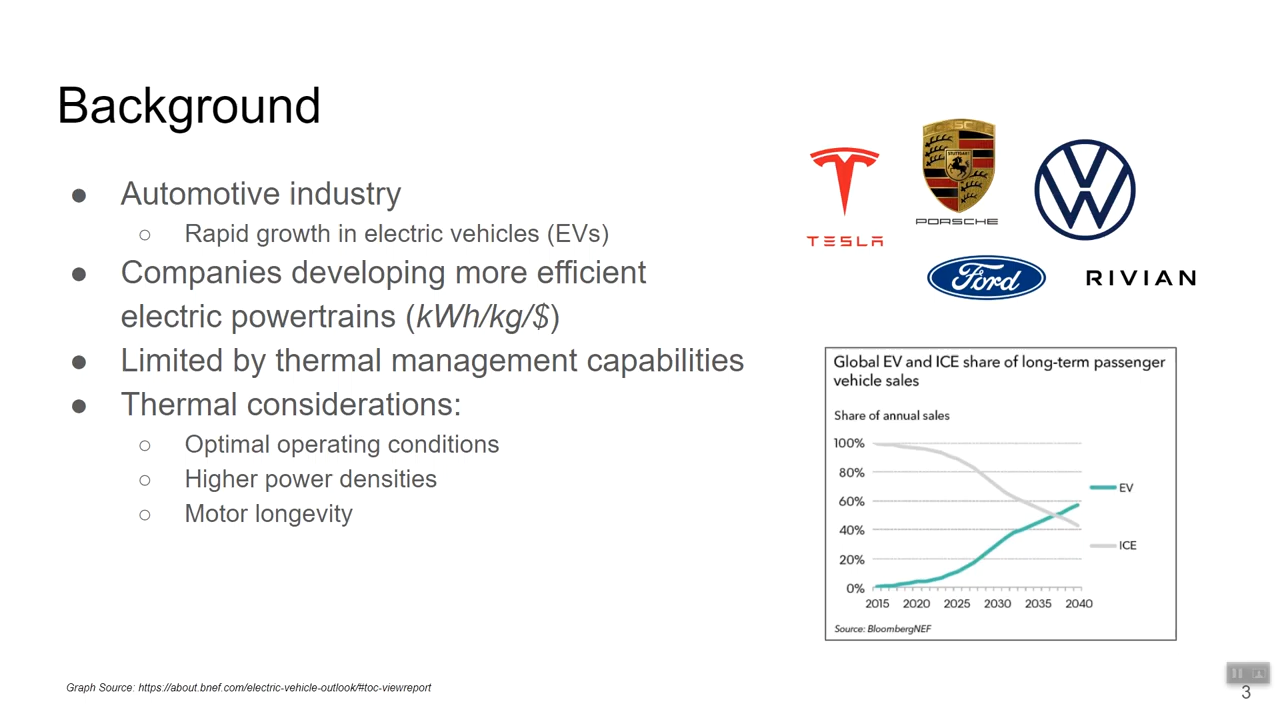 Background
● Automotive industry
○ Rapid growth in electric vehicles (EVs)
● Companies developing more efficient
electric powertrains (kWh/kg/$)
● Limited by thermal management capabilities
● Thermal considerations:
○ Optimal operating conditions
○ Higher power densities
○ Motor longevity
TESLA
PORSCHE
STUTTGART
PORSCHE
Ford
RIVIAN
Global EV and ICE share of long-term passenger
vehicle sales
Share of annual sales
100%
80%
60%
40%
20%
0%
2015 2020 2025 2030 2035 2040
EV
ICE
Source: BloombergNEF
Graph Source: https://about.bnef.com/electric-vehicle-outlook/#toc-viewreport
3